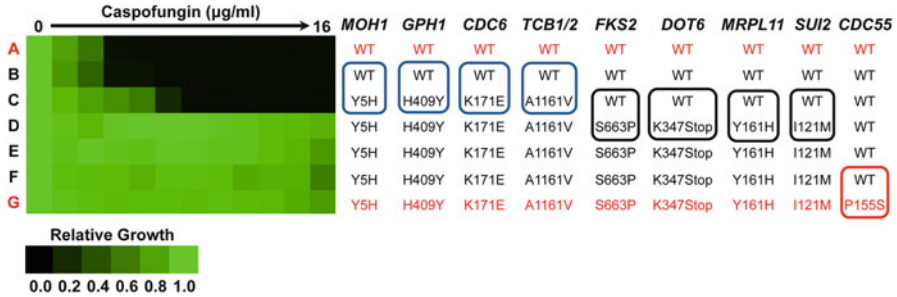 Caspofungin (µg/ml)
0 16 MOH1 GPH1 CDC6 TCB1/2 FKS2 DOT6 MRPL11 SUI2 CDC55
A WT WT WT WT WT WT WT WT WT
B WT WT WT WT WT WT WT WT WT
C Y5H H409Y K171E A1161V WT WT WT WT WT
D Y5H H409Y K171E A1161V S663P K347Stop Y161H I121M WT
E Y5H H409Y K171E A1161V S663P K347Stop Y161H I121M WT
F Y5H H409Y K171E A1161V S663P K347Stop Y161H I121M WT
G Y5H H409Y K171E A1161V S663P K347Stop Y161H I121M P155S
Relative Growth
0.0 0.2 0.4 0.6 0.8 1.0